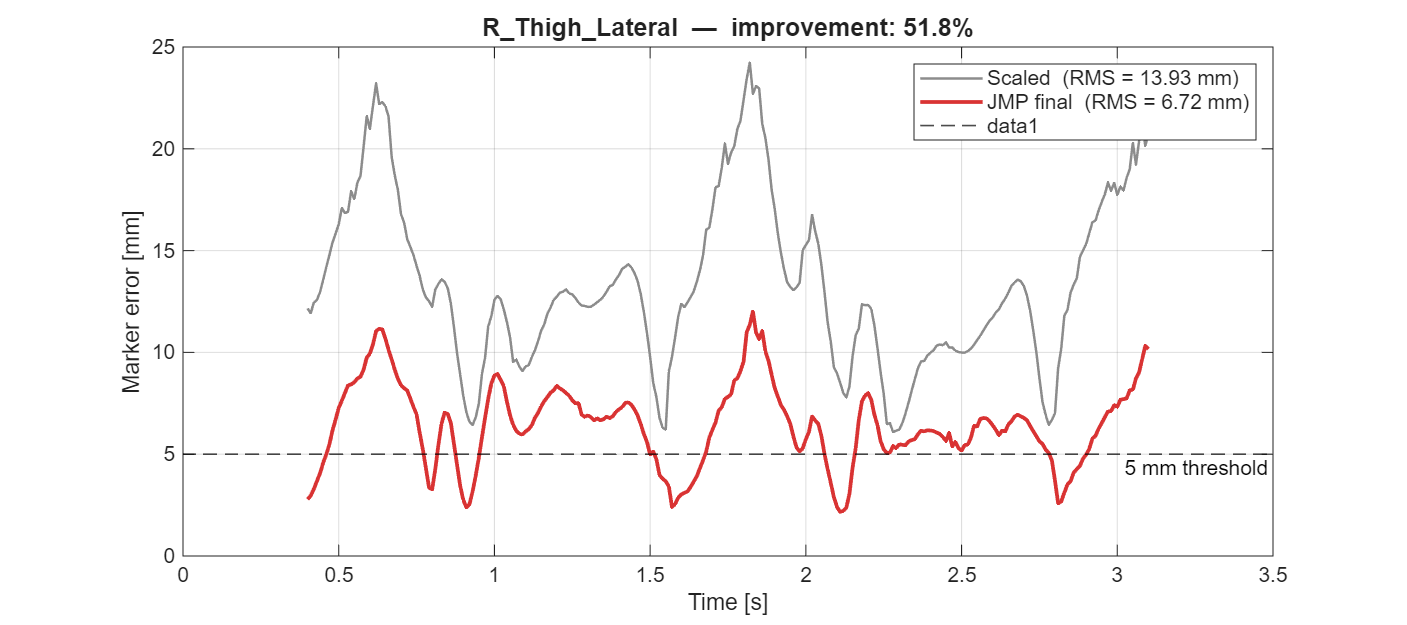 R_Thigh_Lateral — improvement: 51.8%
25
20
15
10
5
0
Marker error [mm]
Scaled (RMS = 13.93 mm)
JMP final (RMS = 6.72 mm)
data1
5 mm threshold
0 0.5 1 1.5 2 2.5 3 3.5
Time [s]